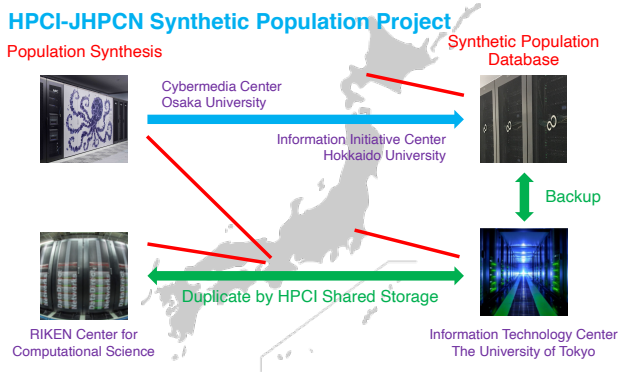 HPCI-JHPCN Synthetic Population Project
Population Synthesis
Synthetic Population
Database
Cybermedia Center
Osaka University
Information Initiative Center
Hokkaido University
Backup
Duplicate by HPCI Shared Storage
RIKEN Center for
Computational Science
Information Technology Center
The University of Tokyo